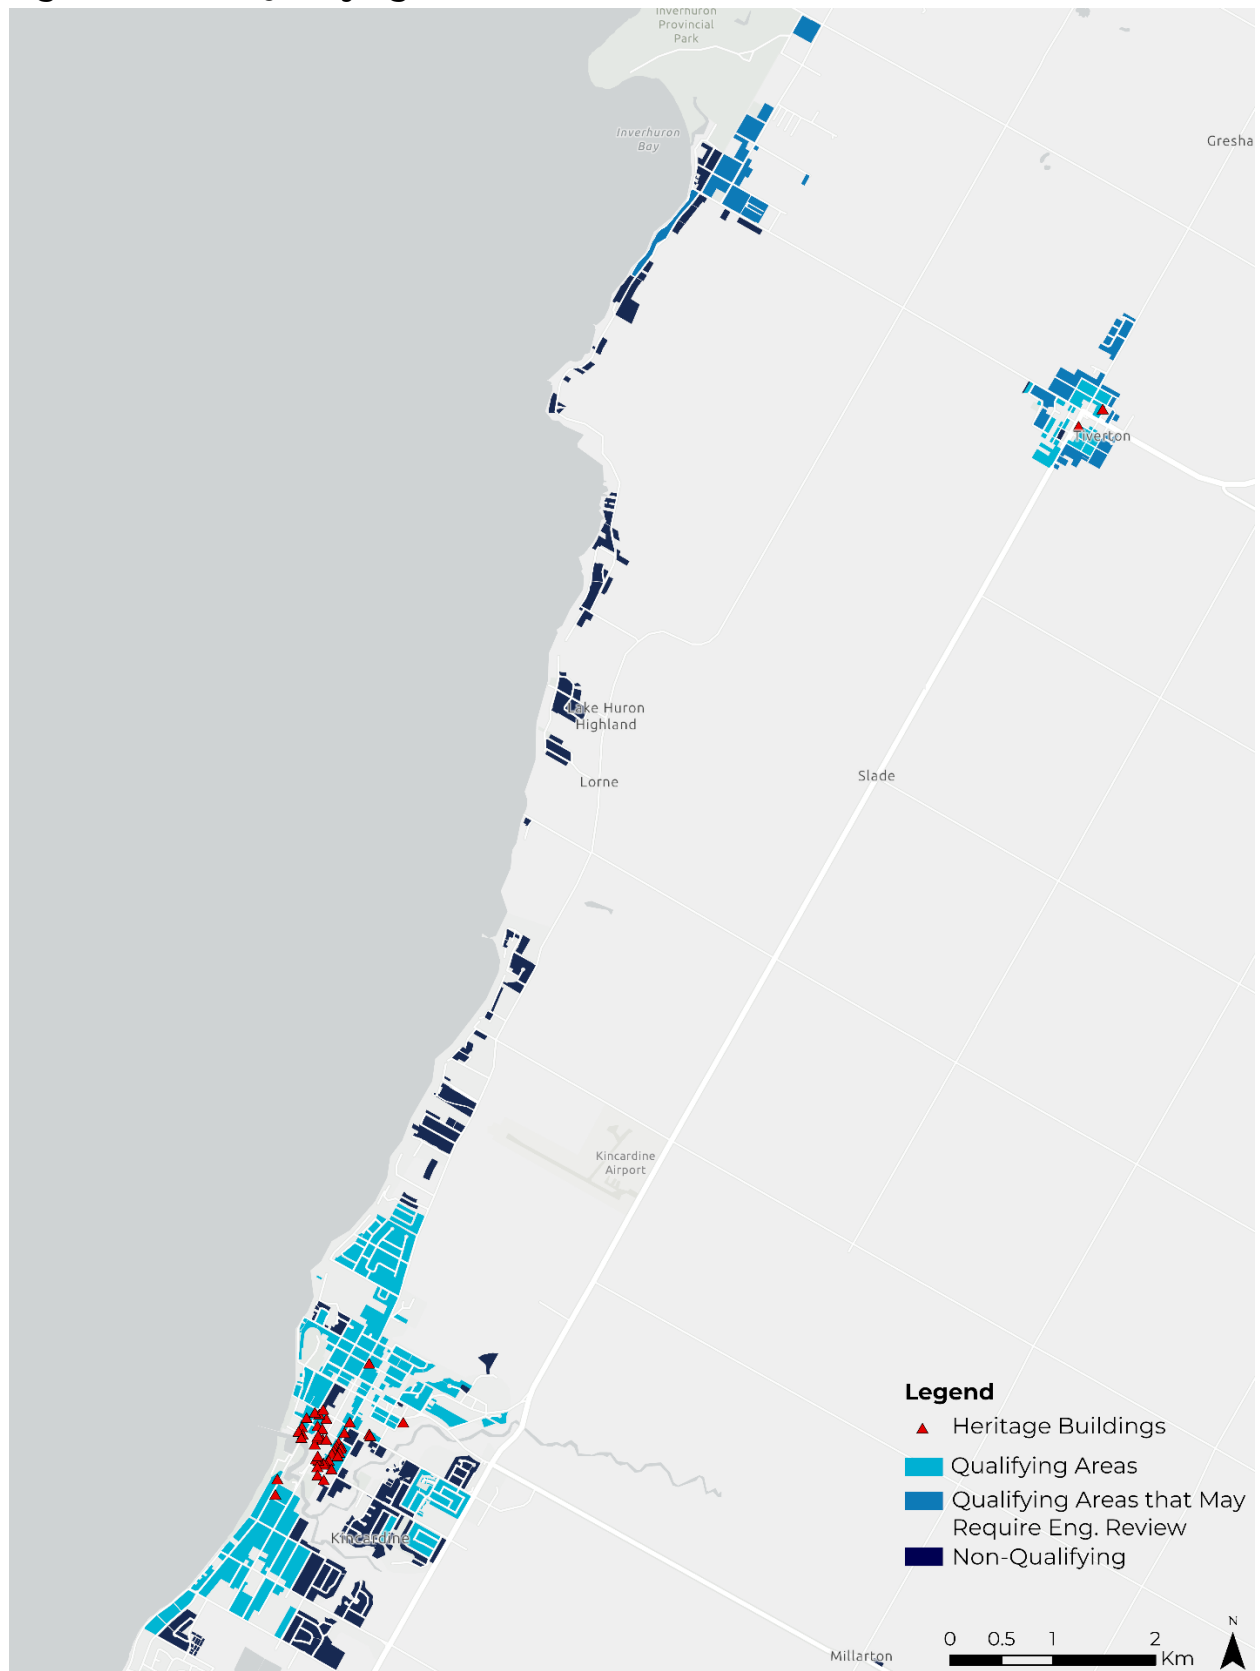 Inverhuron
Provincial
Park
Inverhuron
Bay
Gresha
Tiverton
Lake Huron
Highland
Lorne
Slade
Kincardine
Airport
Legend
Heritage Buildings
Qualifying Areas
Qualifying Areas that May
Require Eng. Review
Kincardine
Non-Qualifying
N
0 0.5 1 2
Km
Millarton